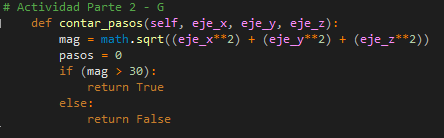 # Actividad Parte 2 - G
def contar_pasos(self, eje_x, eje_y, eje_z):
mag = math.sqrt((eje_x**2) + (eje_y**2) + (eje_z**2))
pasos = 0
if (mag > 30):
return True
else:
return False